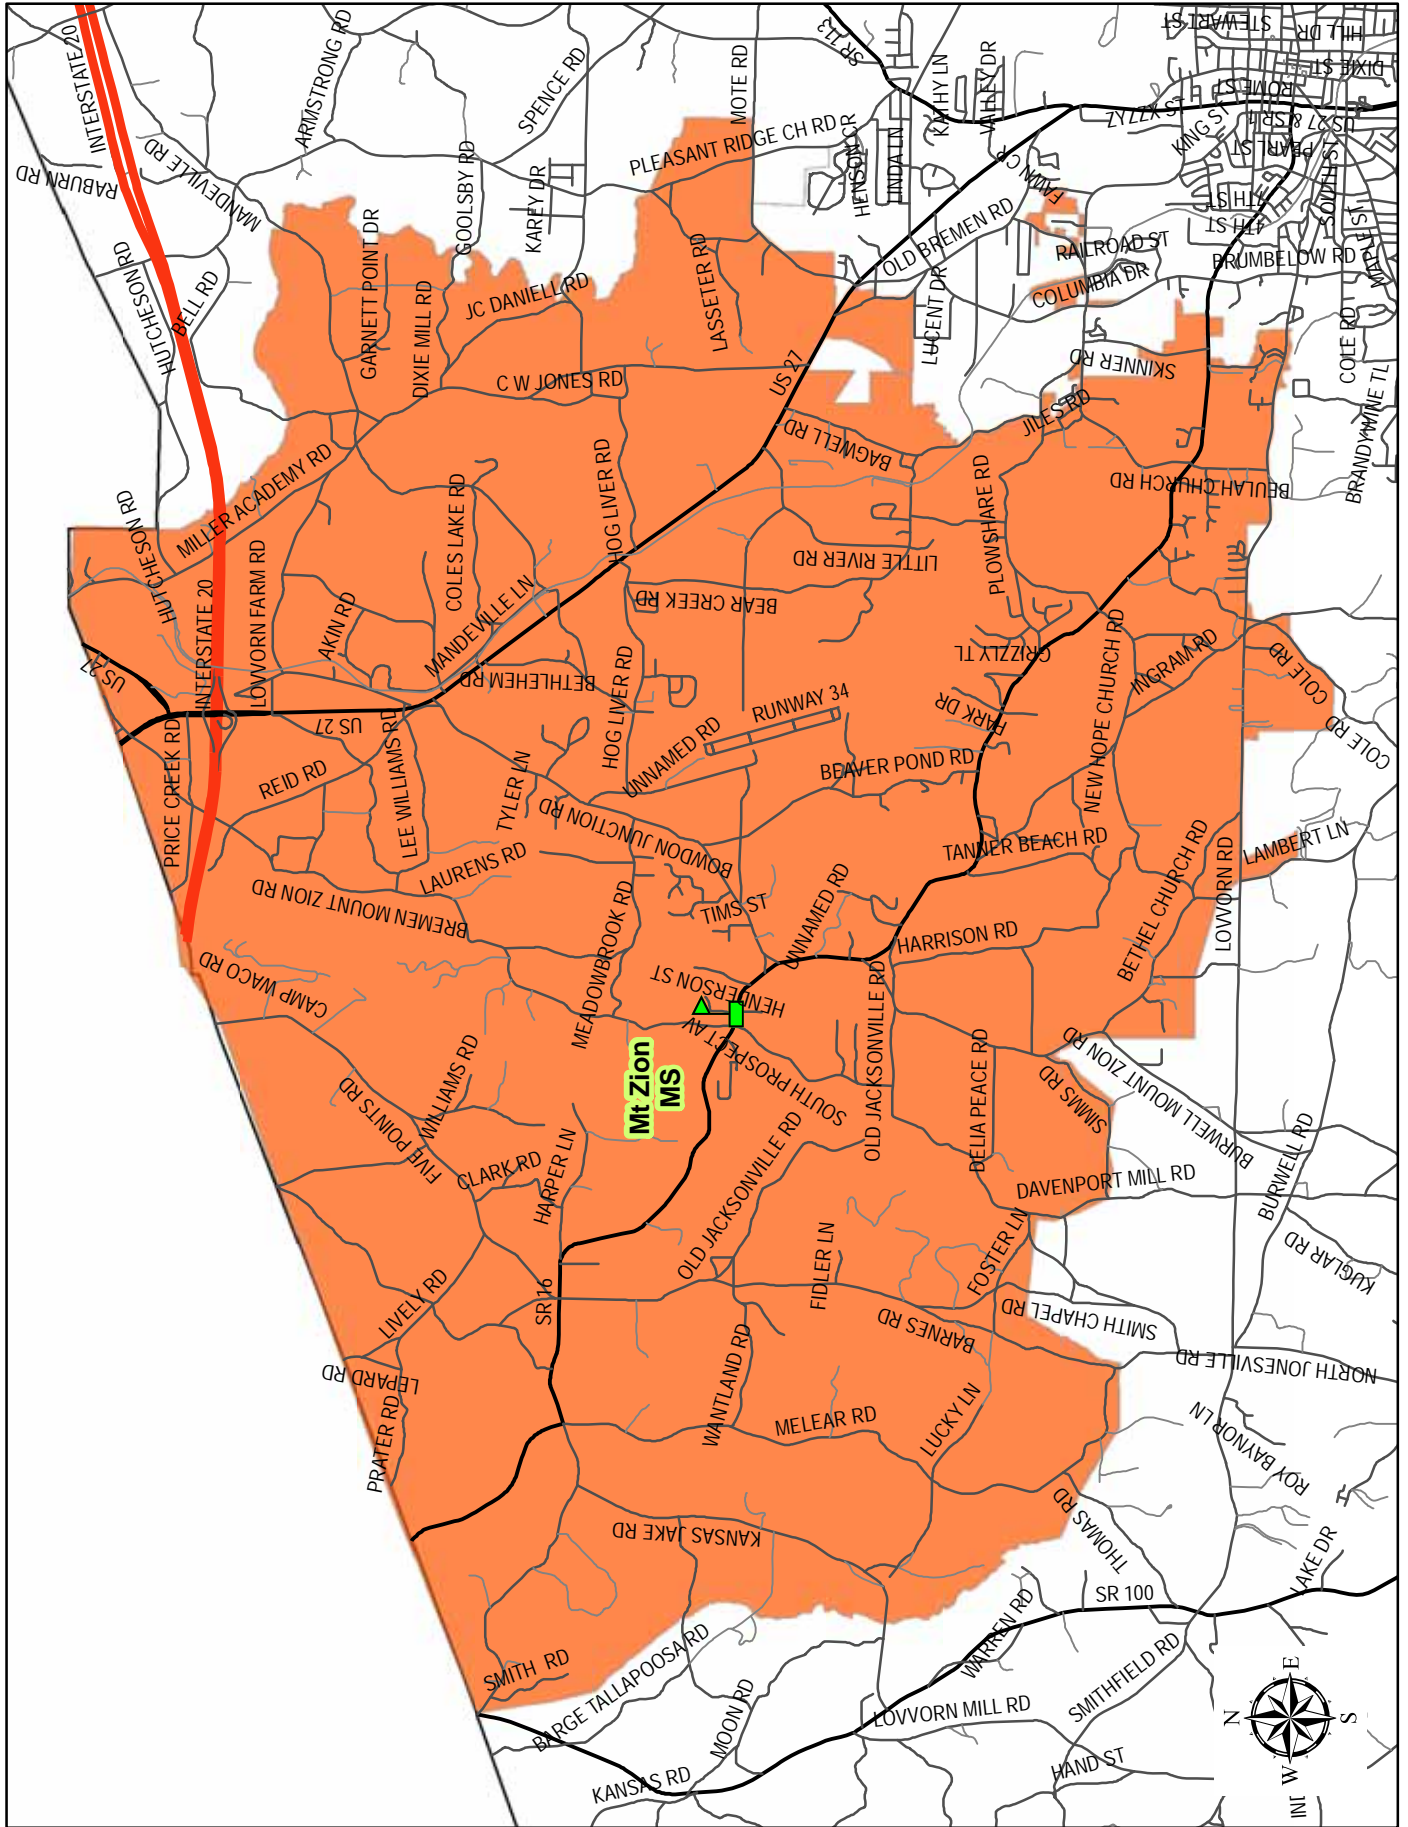 INTERSTATE 20
RABURN RD
MANDEVILLE RD
ARMSTRONG RD
SPENCE RD
MOTE RD
SR 113
KATHY LN
VALLEY DR
STEWART ST
HILL DR
DIXIE ST
ROME ST
US 27 & SR 1
ZYZZX ST
KING ST
PEARL ST
7TH ST
4TH ST
SOUTH ST
MAPLE ST
PLEASANT RIDGE CH RD
HENSON CR
LINDA LN
FAWN CR
HUTCHESON RD
HUTCHESON RD
BELL RD
GARNETT POINT DR
DIXIE MILL RD
GOOLSBY RD
KAREY DR
JC DANIELL RD
LASSETER RD
OLD BREMEN RD
LUCENT DR
RAILROAD ST
COLUMBIA DR
BRUMBELOW RD
COLE RD
BRANDYWINE TL
C W JONES RD
US 27
BAGWELL RD
SKINNER RD
JILES RD
MILLER ACADEMY RD
HUTCHESON RD
INTERSTATE 20
LOVVORN FARM RD
AKIN RD
COLES LAKE RD
HOG LIVER RD
MANDEVILLE LN
BEAR CREEK RD
LITTLE RIVER RD
PLOWSHARE RD
BEULAH CHURCH RD
US 27
US 27
BETHLEHEM RD
HOG LIVER RD
RUNWAY 34
UNNAMED RD
GRIZZLY TL
PARK DR
NEW HOPE CHURCH RD
INGRAM RD
COLE RD
COLE RD
PRICE CREEK RD
REID RD
LEE WILLIAMS RD
TYLER LN
BOWDON JUNCTION RD
BEAVER POND RD
TANNER BEACH RD
LAMBERT LN
LOVVORN RD
BREMEN MOUNT ZION RD
LAURENS RD
MEADOWBROOK RD
TIMS ST
UNNAMED RD
HARRISON RD
BETHEL CHURCH RD
CAMP WACO RD
HENDERSON ST
PROSPECT AV
SOUTH
OLD JACKSONVILLE RD
Mt Zion
MS
FIVE POINTS RD
WILLIAMS RD
CLARK RD
HARPER LN
OLD JACKSONVILLE RD
DELIA PEACE RD
SIMMS RD
BURWELL MOUNT ZION RD
DAVENPORT MILL RD
BURWELL RD
KUGLAR RD
LIVELY RD
LEPARD RD
PRATER RD
SR 16
FIDLER LN
FOSTER LN
BARNES RD
SMITH CHAPEL RD
NORTH JONESVILLE RD
WANTLAND RD
MELEAR RD
LUCKY LN
ROY BAYNOR LN
KANSAS JAKE RD
THOMAS RD
SR 100
LAKE DR
SMITH RD
BARGE TALLAPOOSA RD
MOON RD
WARREN RD
SMITHFIELD RD
LOVVORN MILL RD
HAND ST
KANSAS RD
N
E
S
W